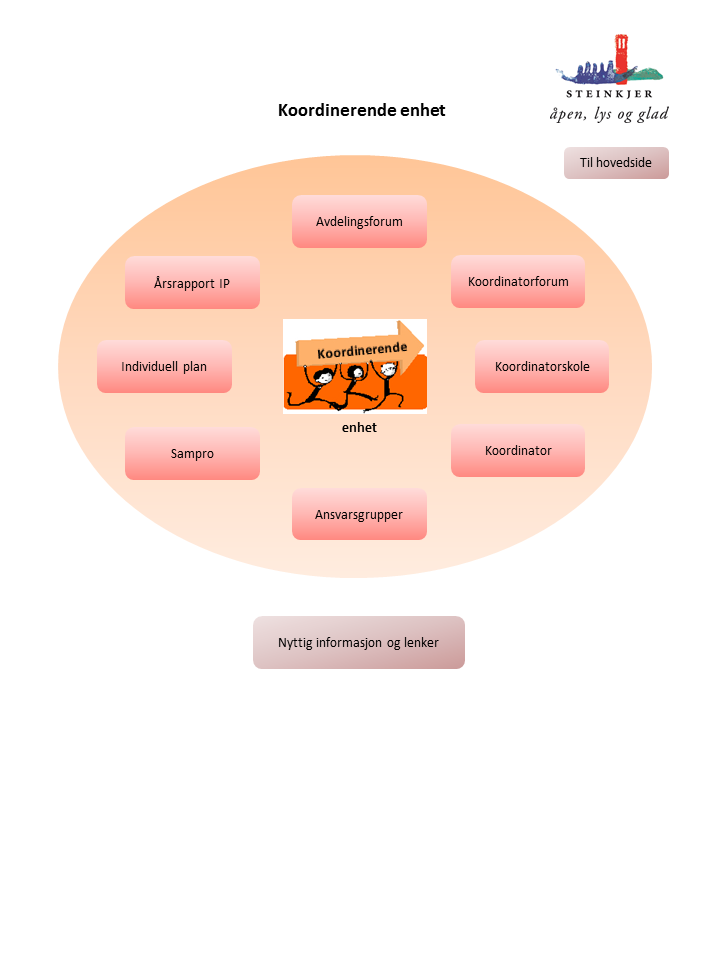 STEINKJER
åpen, lys og glad
Koordinerende enhet
Til hovedside
Avdelingsforum
Årsrapport IP
Koordinatorforum
Koordinerende
Individuell plan
Koordinatorskole
enhet
Sampro
Koordinator
Ansvarsgrupper
Nyttig informasjon og lenker